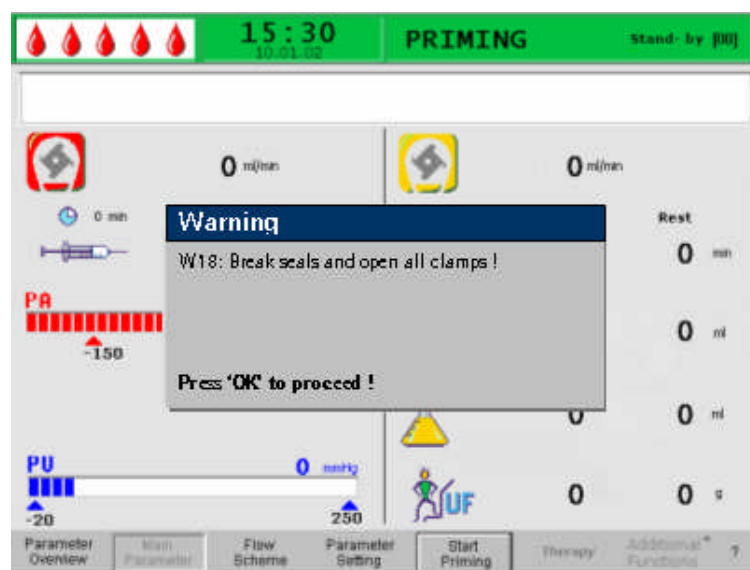 15:30
10.01.02
PRIMING
Stand- by [00]
0 ml/min
0 ml/min
0 min
Rest
0 min
PA
-150
0 ml
Warning
W18: Break seals and open all clamps !
Press 'OK' to proceed !
0 0 ml
PV 0 mmHg
-20 250
UF 0 0 g
Parameter Overview
Main Parameter
Flow Scheme
Parameter Setting
Start Priming
Therapy
Additional Functions
?